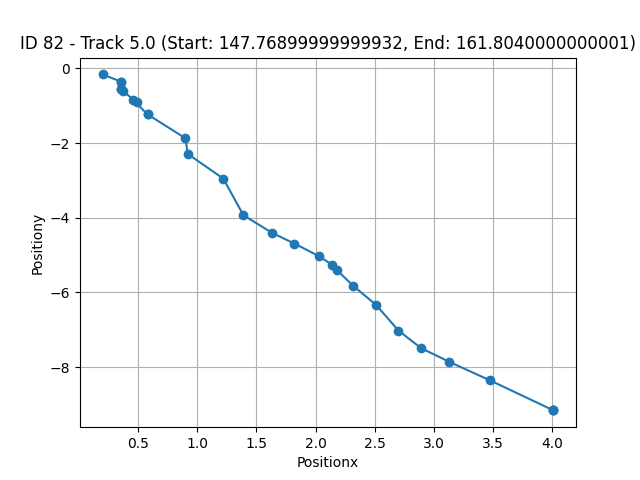 ID 82 - Track 5.0 (Start: 147.76899999999932, End: 161.8040000000001)
0
−2
−4
−6
−8
Positiony
0.5 1.0 1.5 2.0 2.5 3.0 3.5 4.0
Positionx